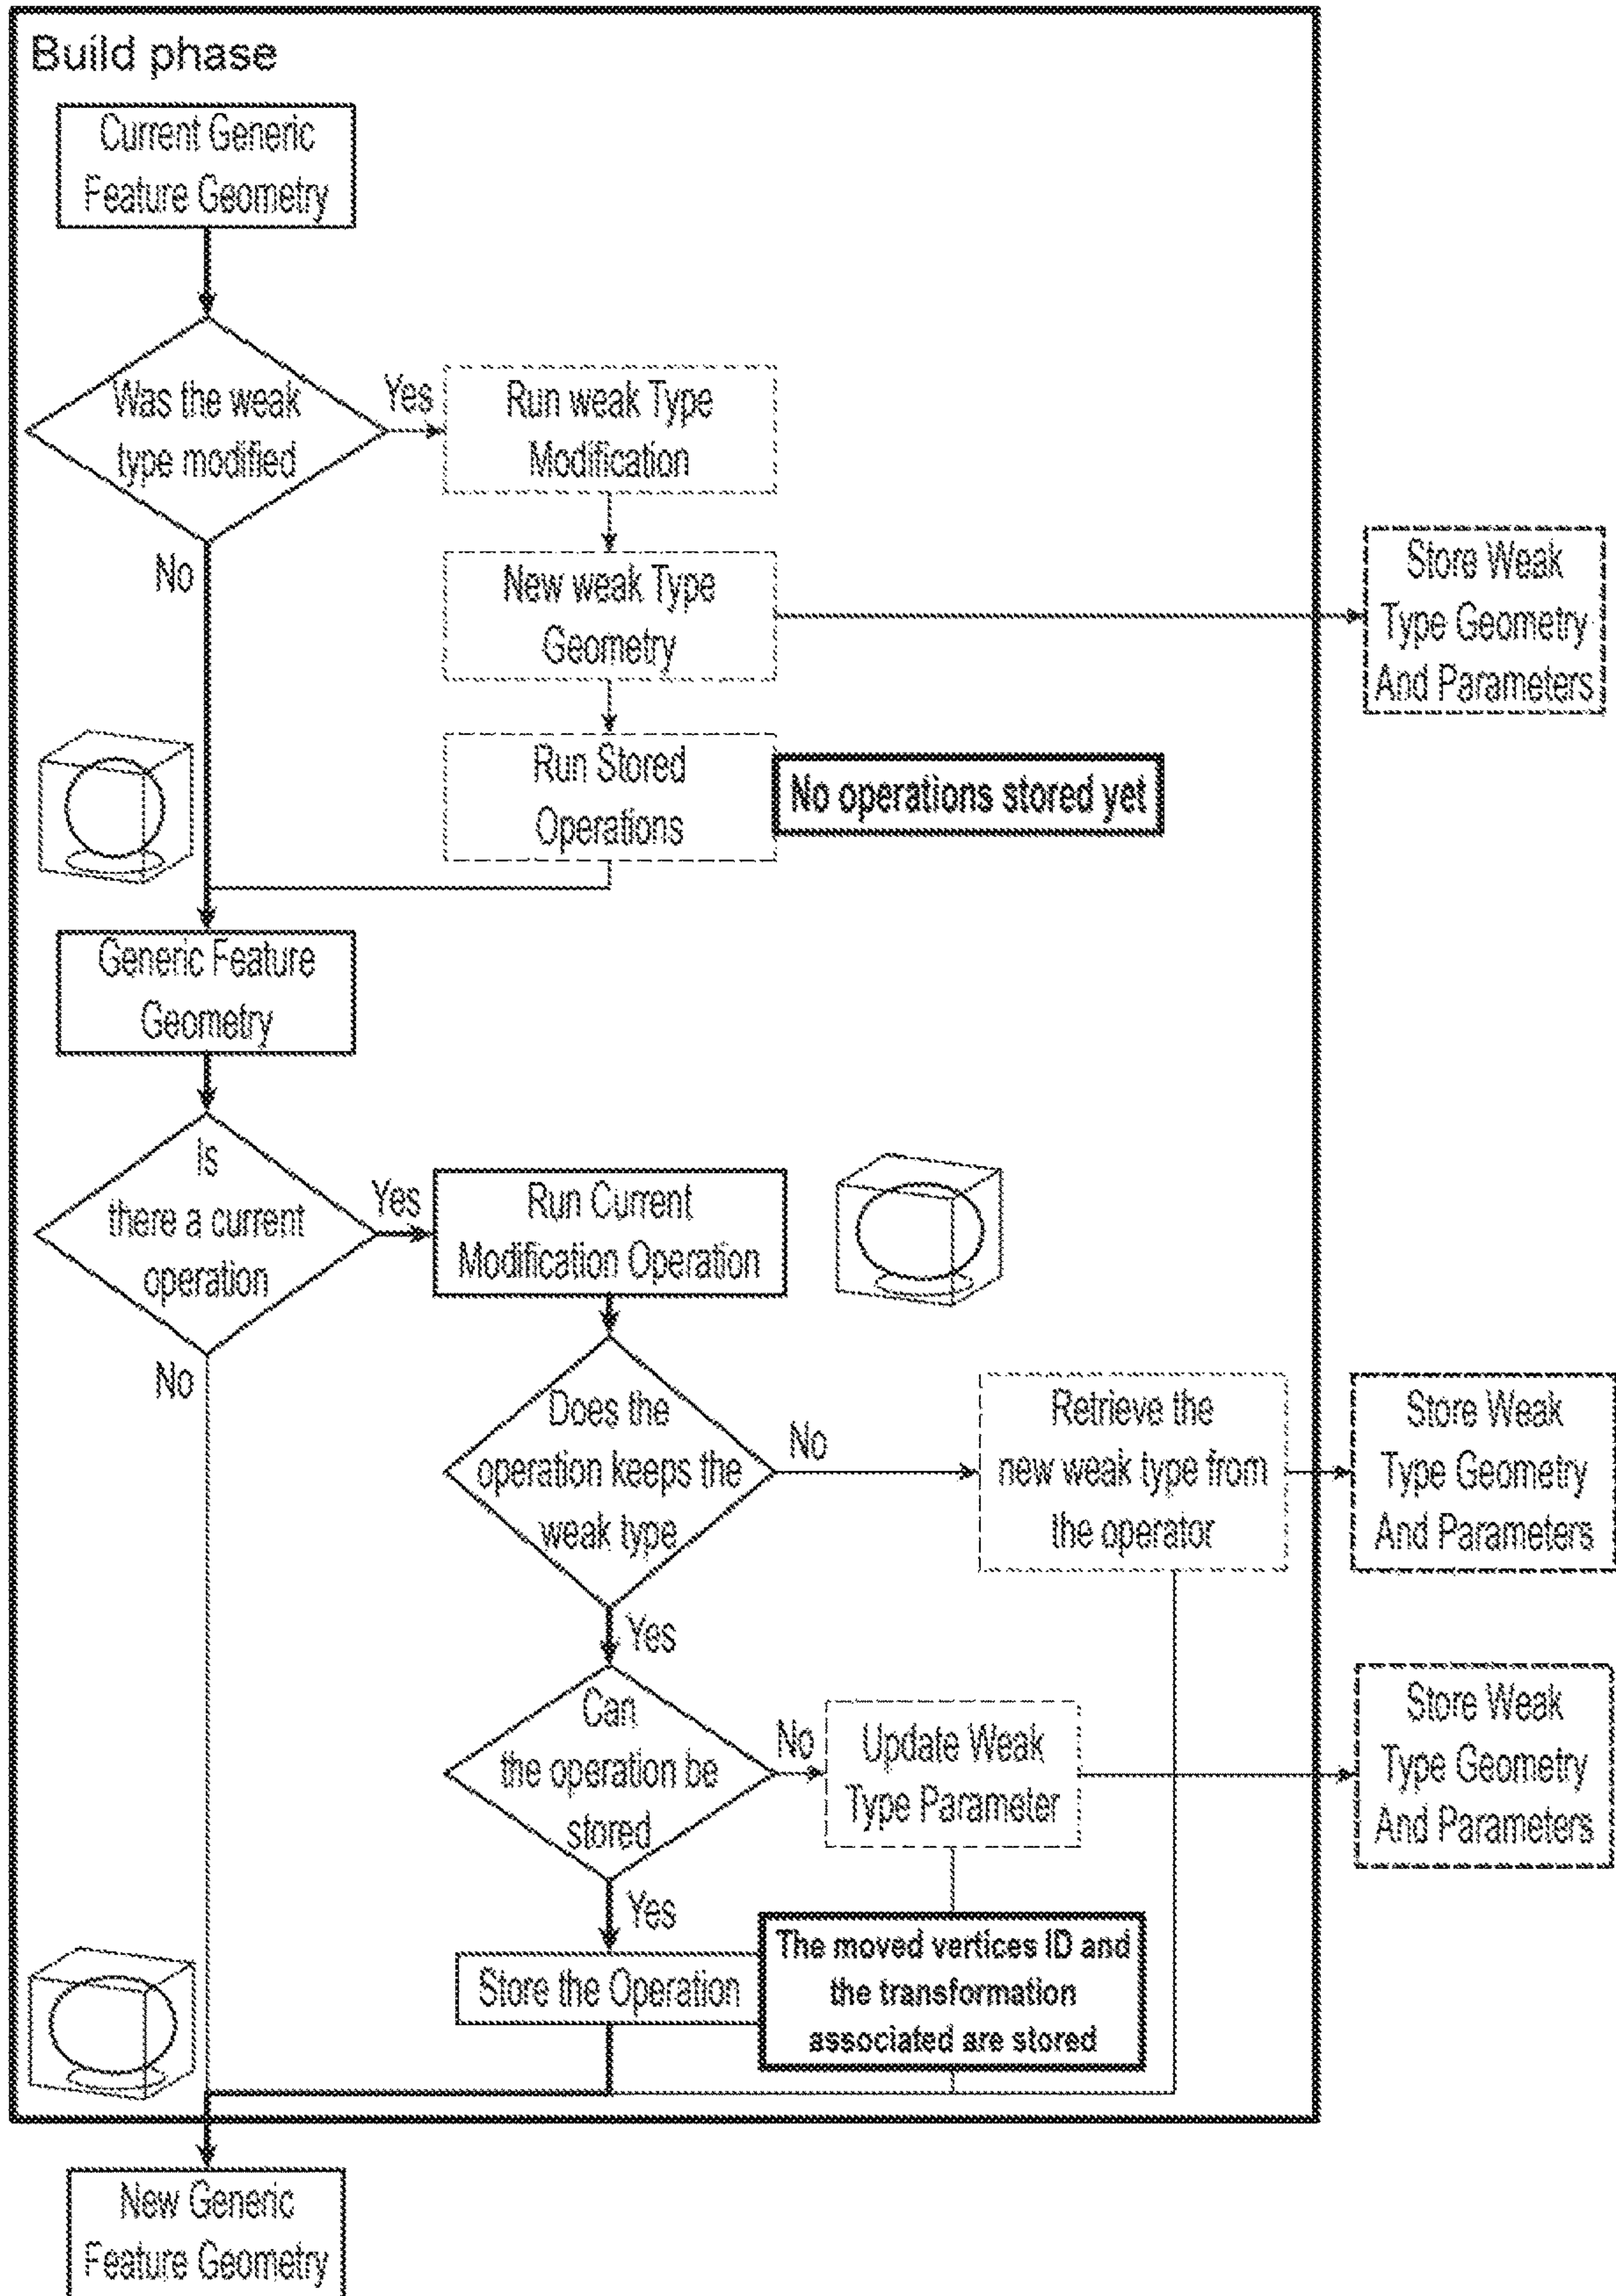 Build phase
Current Generic
Feature Geometry
Was the weak
type modified
Yes
Run weak Type
Modification
No
New weak Type
Geometry
Store Weak
Type Geometry
And Parameters
Run Stored
Operations
No operations stored yet
Generic Feature
Geometry
Is
there a current
operation
Yes
Run Current
Modification Operation
No
Does the
operation keeps the
weak type
No
Retrieve the
new weak type from
the operator
Store Weak
Type Geometry
And Parameters
Yes
Can
the operation be
stored
No
Update Weak
Type Parameter
Store Weak
Type Geometry
And Parameters
Yes
Store the Operation
The moved vertices ID and
the transformation
associated are stored
New Generic
Feature Geometry